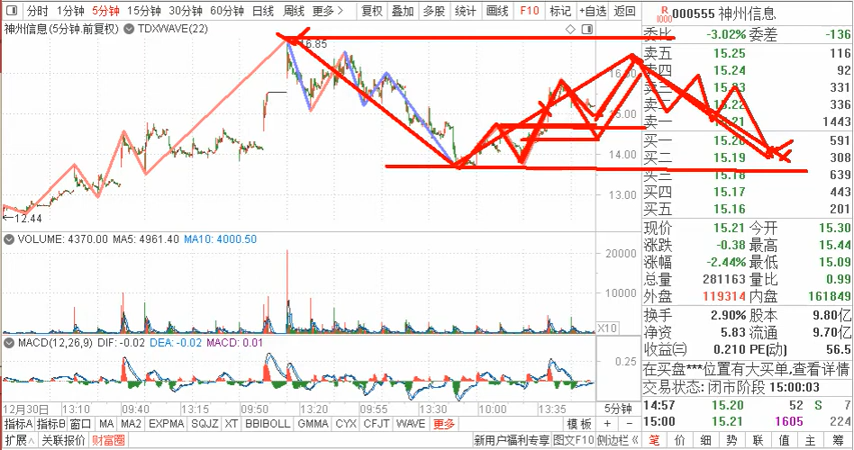 分时 1分钟 5分钟 15分钟 30分钟 60分钟 日线 周线 更多> 复权 叠加 多股 统计 画线 F10 标记 +自选 返回 R 1000 000555 神州信息
神州信息(5分钟.前复权) TDXWAVE(22)
委比 -3.02% 委差 -136
卖五 15.25 116
卖四 15.24 92
15.23 331
15.22 336
卖一 15.21 1443
买一 591
买二 15.19 308
买三 15.18 639
买四 15.17 443
买五 15.16 201
16.85
15.00
14.00
13.00
←12.44
现价 15.21 今开 15.30
涨跌 -0.38 最高 15.44
涨幅 -2.44% 最低 15.09
总量 281163 量比 0.99
外盘 119314 内盘 161849
VOLUME: 4370.00 MA5: 4961.40 MA10: 4000.50
20000
10000
X10
换手 2.90% 股本 9.80亿
净资 5.83 流通 9.70亿
收益㈢ 0.210 PE(动) 56.5
MACD(12,26,9) DIF: -0.02 DEA: -0.02 MACD: 0.01
0.25
在买盘***位置有大买单,查看详情
交易状态: 闭市阶段 15:00:03
12月30日 13:10 09:40 13:15 09:50 13:20 09:55 13:30 10:00 13:35 5分钟
14:57 15.20 52 S 7
15:00 15.21 1605 224
指标A 指标B 窗口 MA MA2 EXPMA SQJZ XT BBIBOLL GMMA CYX CFJT WAVE 更多 模板 + -
扩展∧ 关联报价 财富圈 新用户福利专享 图文F10 侧边栏《
笔 价 细 势 联 值 主 筹